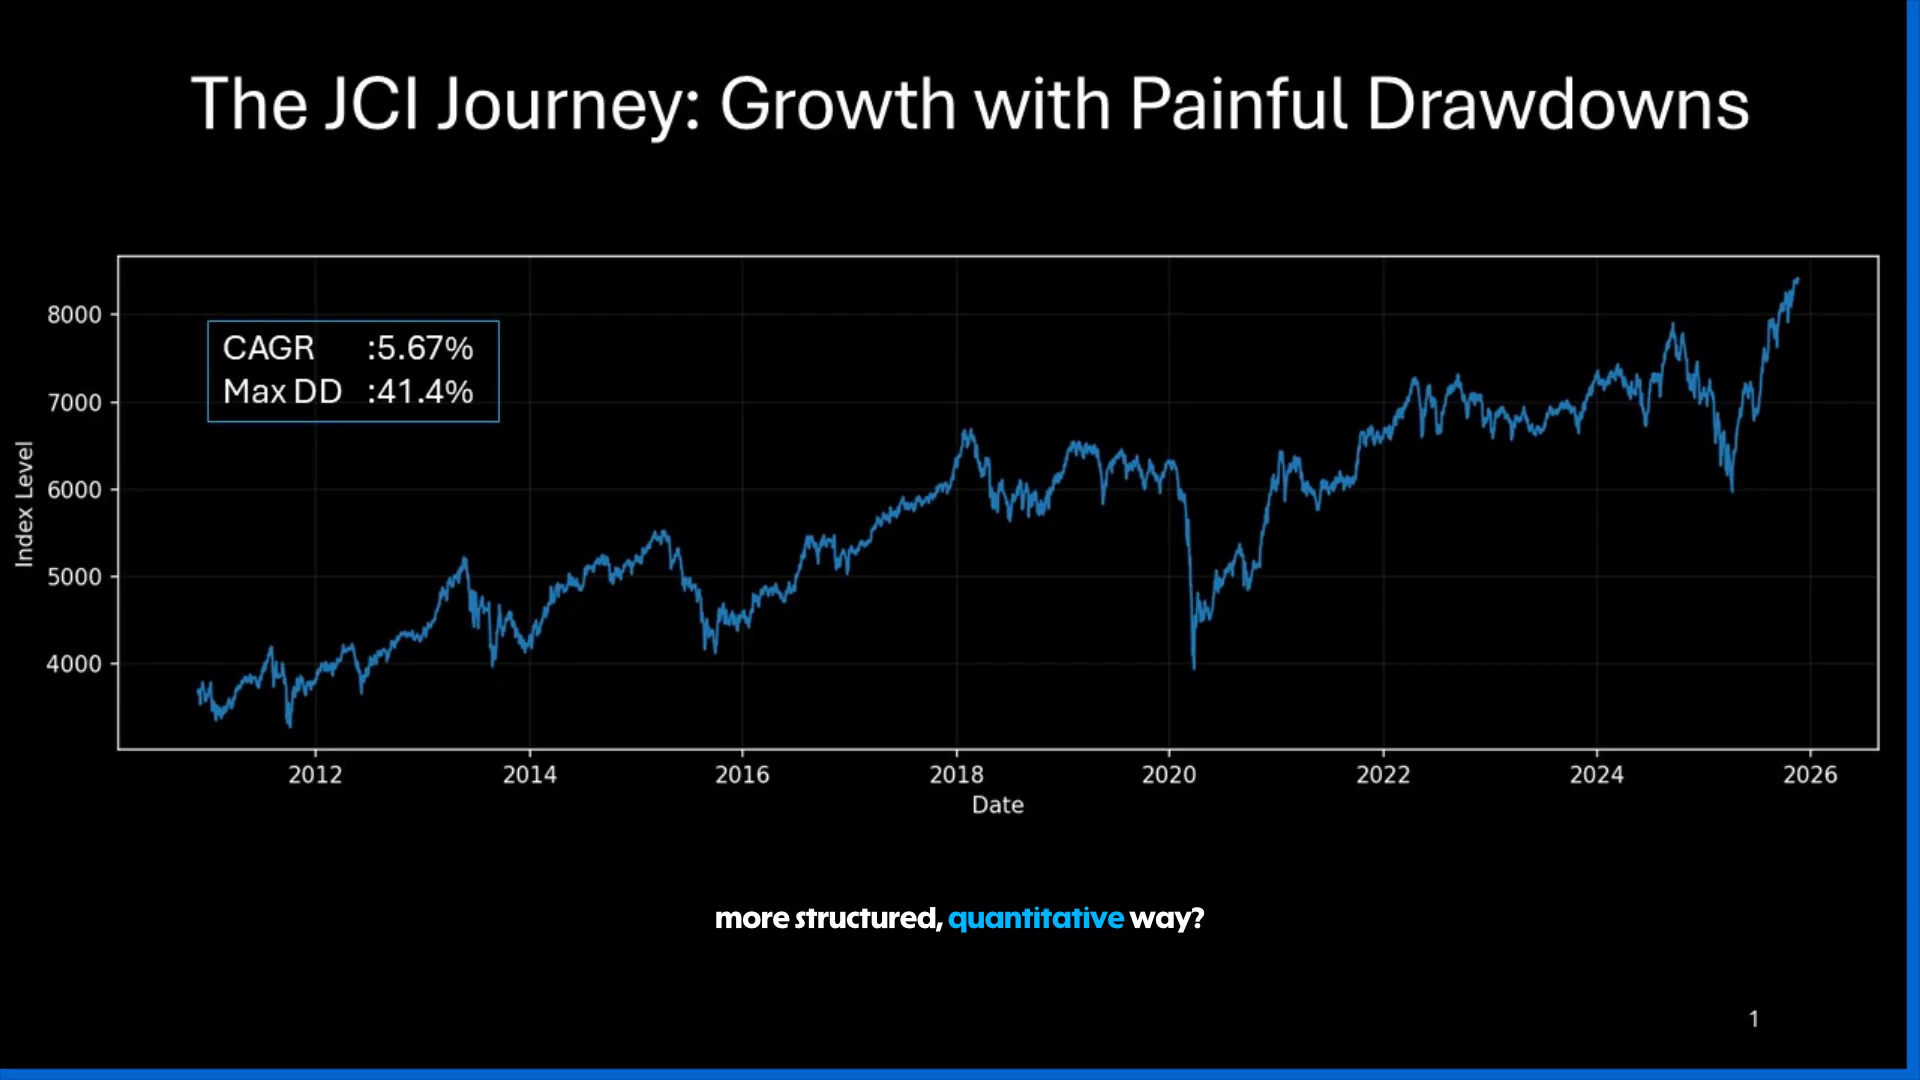 The JCI Journey: Growth with Painful Drawdowns
CAGR :5.67%
Max DD :41.4%
Index Level
8000
7000
6000
5000
4000
2012 2014 2016 2018 2020 2022 2024 2026
Date
more structured, quantitative way?
1